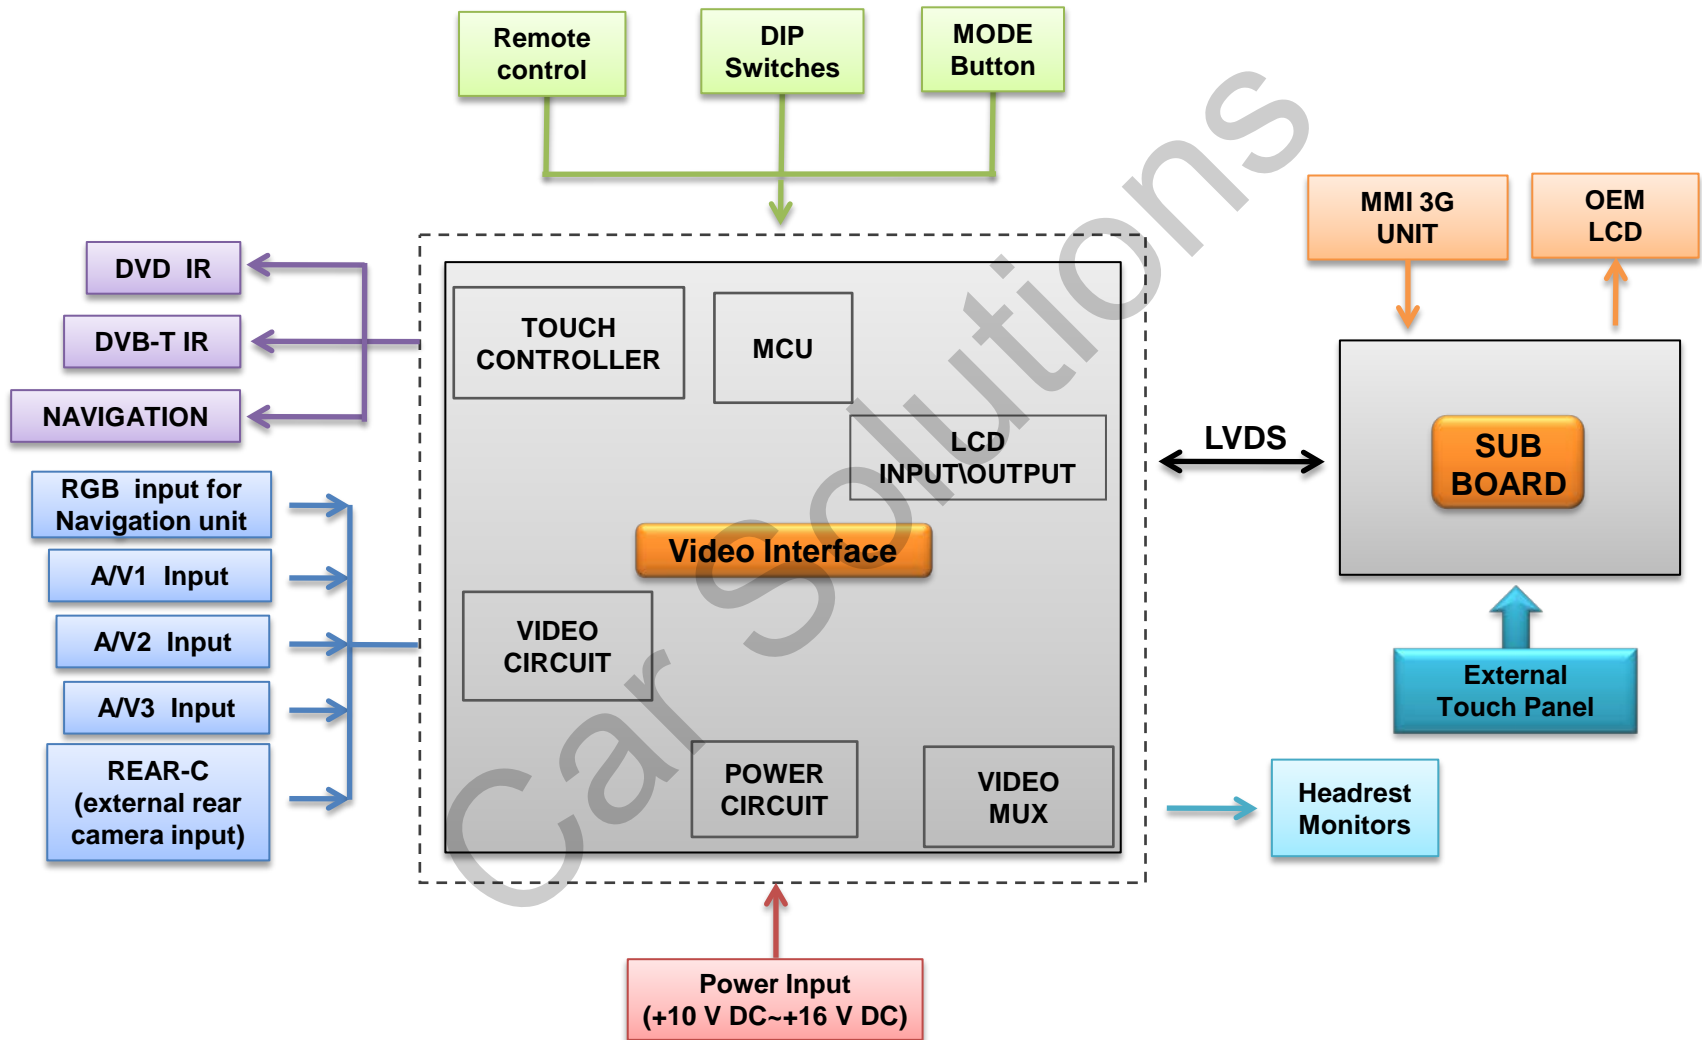 Remote
control
DIP
Switches
MODE
Button
MMI 3G
UNIT
OEM
LCD
DVD  IR
DVB-T IR
NAVIGATION
TOUCH
CONTROLLER
MCU
LCD
INPUT\OUTPUT
LVDS
SUB
BOARD
RGB  input for
Navigation unit
A/V1  Input
A/V2  Input
A/V3  Input
REAR-C
(external rear
camera input)
Video Interface
VIDEO
CIRCUIT
POWER
CIRCUIT
VIDEO
MUX
External
Touch Panel
Headrest
Monitors
Power Input
(+10 V DC~+16 V DC)
Car Solutions